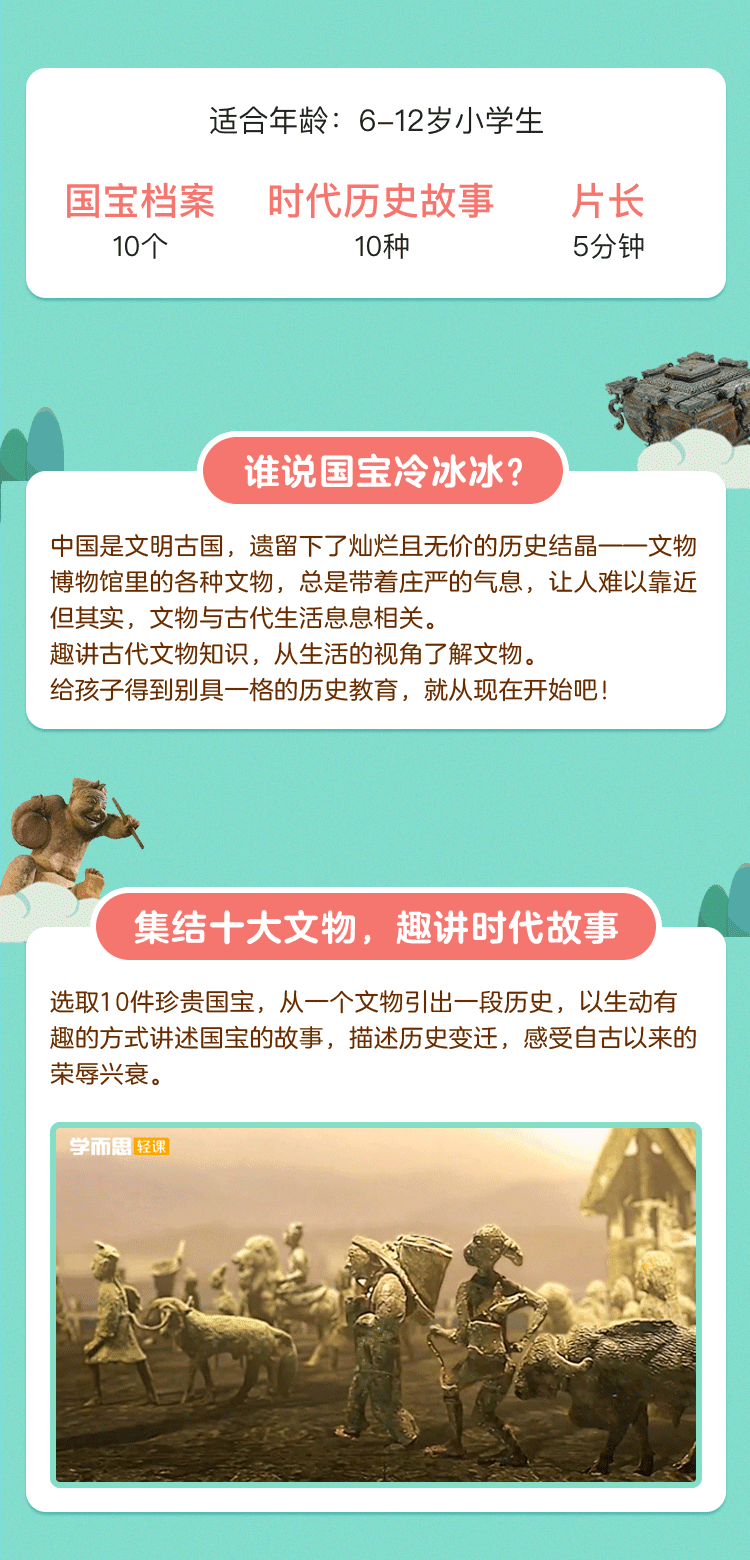 适合年龄：6-12岁小学生
国宝档案 时代历史故事 片长
10个 10种 5分钟
谁说国宝冷冰冰？
中国是文明古国，遗留下了灿烂且无价的历史结晶——文物
博物馆里的各种文物，总是带着庄严的气息，让人难以靠近
但其实，文物与古代生活息息相关。
趣讲古代文物知识，从生活的视角了解文物。
给孩子得到别具一格的历史教育，就从现在开始吧！
集结十大文物，趣讲时代故事
选取10件珍贵国宝，从一个文物引出一段历史，以生动有
趣的方式讲述国宝的故事，描述历史变迁，感受自古以来的
荣辱兴衰。
学而思轻课